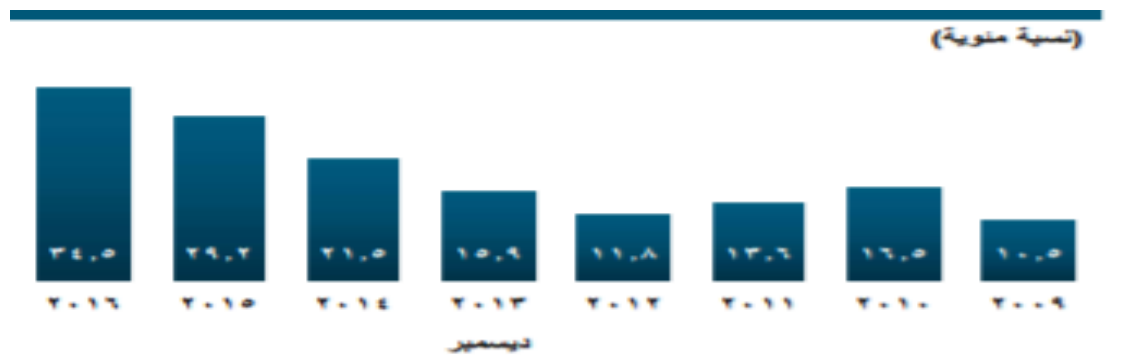 (نسبة مئوية)
١٠,٥ ١٦,٥ ١٣,٦ ١١,٨ ١٥,٩ ٢١,٥ ٢٩,٢ ٣٤,٥
٢٠٠٩ ٢٠١٠ ٢٠١١ ٢٠١٢ ٢٠١٣ ٢٠١٤ ٢٠١٥ ٢٠١٦
ديسمبر